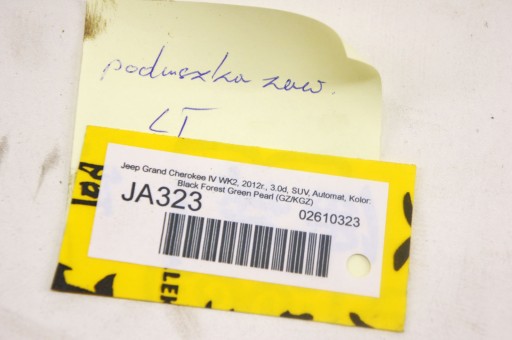 poduszka zaw.
LT
Jeep Grand Cherokee IV WK2, 2012r., 3.0d, SUV, Automat, Kolor:
Black Forest Green Pearl (GZ/KGZ)
JA323
02610323